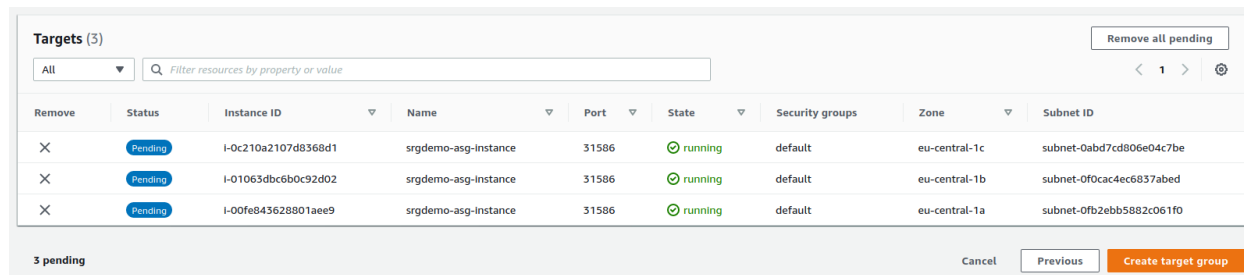 Targets (3)
Remove all pending
All
Filter resources by property or value
1
Remove Status Instance ID Name Port State Security groups Zone Subnet ID
Pending i-0c210a2107d8368d1 srgdemo-asg-instance 31586 running default eu-central-1c subnet-0abd7cd806e04c7be
Pending i-01063dbc6b0c92d02 srgdemo-asg-instance 31586 running default eu-central-1b subnet-0f0cac4ec6837abed
Pending i-00fe843628801aee9 srgdemo-asg-instance 31586 running default eu-central-1a subnet-0fb2ebb5882c061f0
3 pending
Cancel
Previous
Create target group